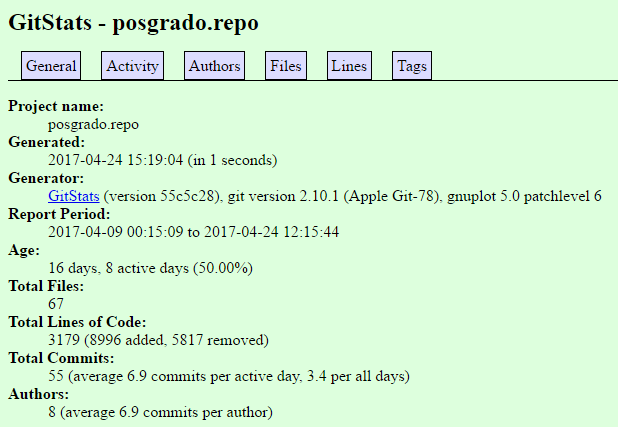 GitStats - posgrado.repo
General Activity Authors Files Lines Tags
Project name:
posgrado.repo
Generated:
2017-04-24 15:19:04 (in 1 seconds)
Generator:
GitStats (version 55c5c28), git version 2.10.1 (Apple Git-78), gnuplot 5.0 patchlevel 6
Report Period:
2017-04-09 00:15:09 to 2017-04-24 12:15:44
Age:
16 days, 8 active days (50.00%)
Total Files:
67
Total Lines of Code:
3179 (8996 added, 5817 removed)
Total Commits:
55 (average 6.9 commits per active day, 3.4 per all days)
Authors:
8 (average 6.9 commits per author)